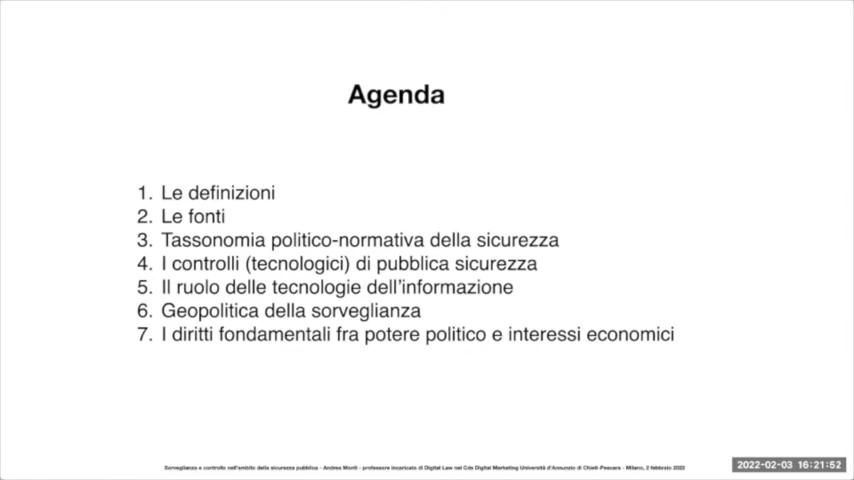 Agenda
1. Le definizioni
2. Le fonti
3. Tassonomia politico-normativa della sicurezza
4. I controlli (tecnologici) di pubblica sicurezza
5. Il ruolo delle tecnologie dell'informazione
6. Geopolitica della sorveglianza
7. I diritti fondamentali fra potere politico e interessi economici
Sorveglianza e controllo nell'ambito della sicurezza pubblica - Andrea Monti - professore incaricato di Digital Law nel Cds Digital Marketing Università d'Annunzio di Chieti-Pescara - Milano, 2 febbraio 2022
2022-02-03 16:21:52